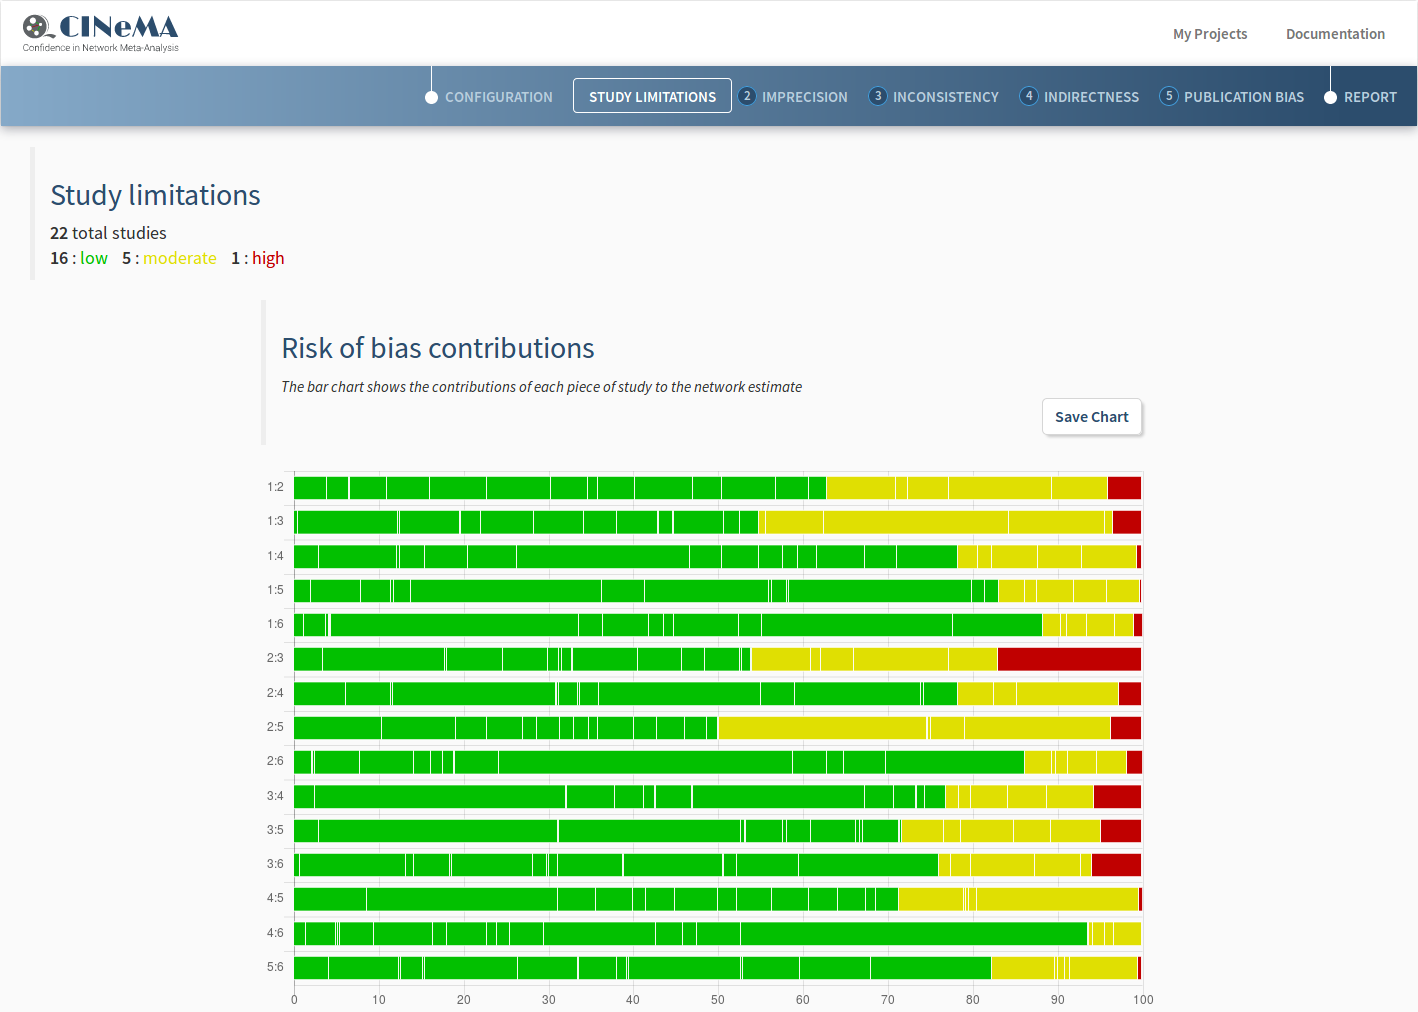 CINeMA
Confidence in Network Meta-Analysis
My Projects Documentation
CONFIGURATION STUDY LIMITATIONS 2 IMPRECISION 3 INCONSISTENCY 4 INDIRECTNESS 5 PUBLICATION BIAS REPORT
Study limitations
22 total studies
16 : low 5 : moderate 1 : high
Risk of bias contributions
The bar chart shows the contributions of each piece of study to the network estimate
Save Chart
1:2
1:3
1:4
1:5
1:6
2:3
2:4
2:5
2:6
3:4
3:5
3:6
4:5
4:6
5:6
0 10 20 30 40 50 60 70 80 90 100